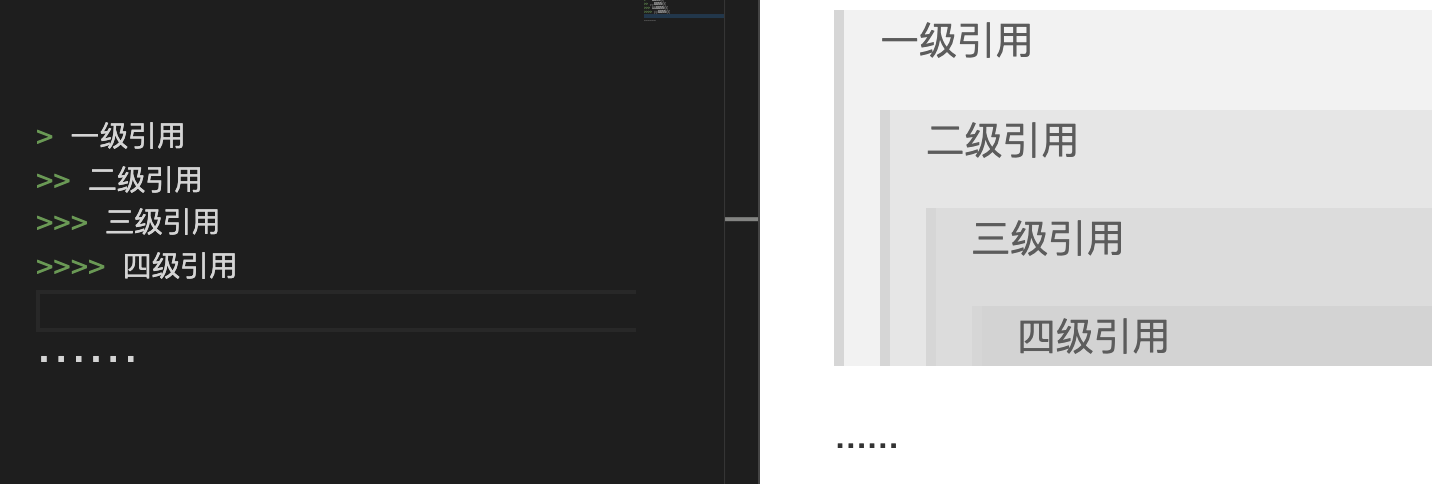 > 一级引用
>> 二级引用
>>> 三级引用
>>>> 四级引用
......
一级引用
二级引用
三级引用
四级引用
......